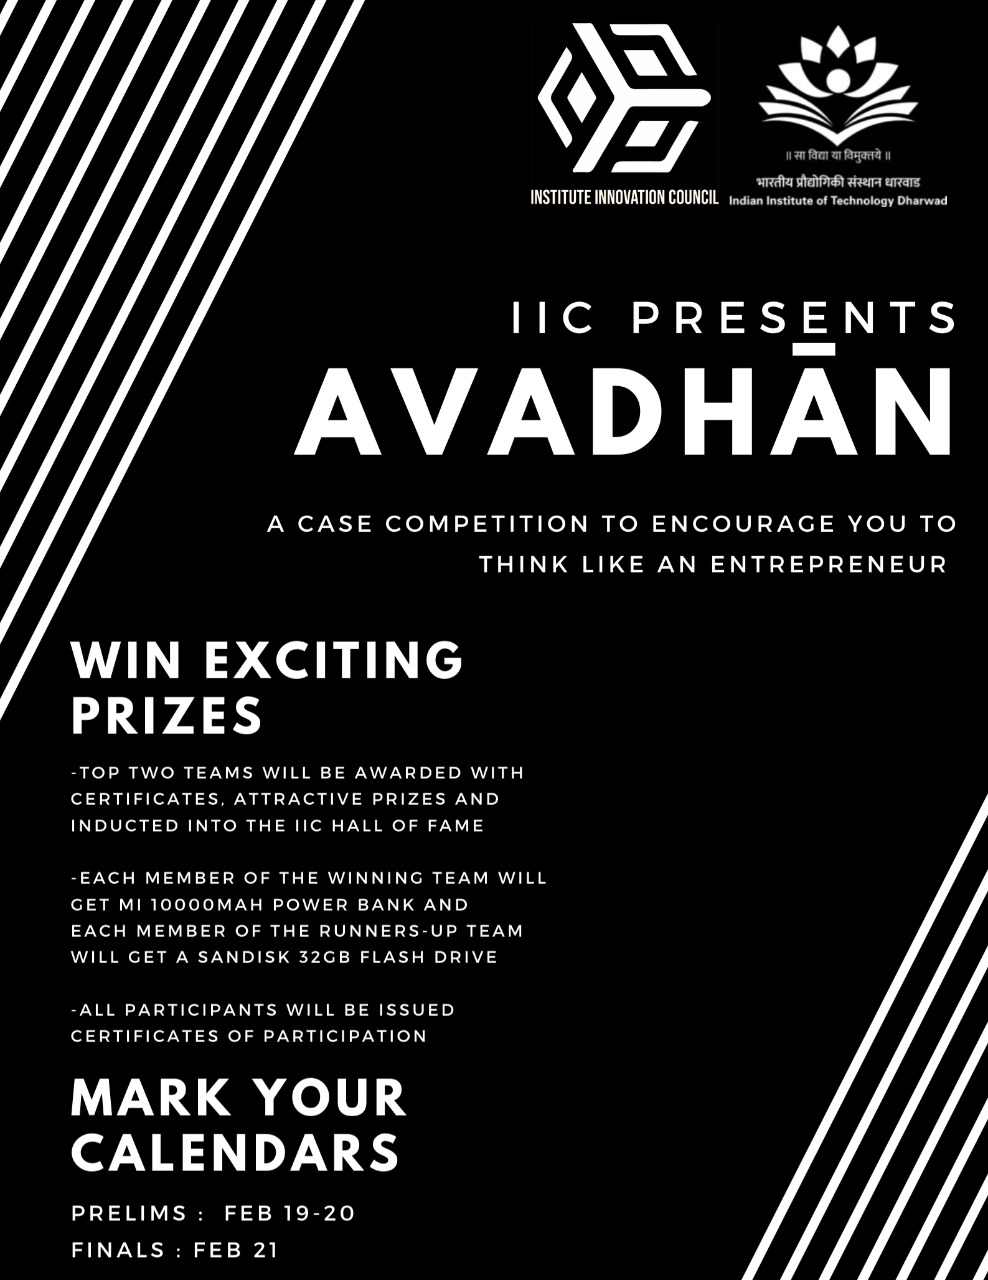 INSTITUTE INNOVATION COUNCIL
॥ सा विद्या या विमुक्तये ॥
भारतीय प्रौद्योगिकी संस्थान धारवाड
Indian Institute of Technology Dharwad
IIC PRESENTS
AVADHĀN
A CASE COMPETITION TO ENCOURAGE YOU TO
THINK LIKE AN ENTREPRENEUR
WIN EXCITING
PRIZES
-TOP TWO TEAMS WILL BE AWARDED WITH
CERTIFICATES, ATTRACTIVE PRIZES AND
INDUCTED INTO THE IIC HALL OF FAME
-EACH MEMBER OF THE WINNING TEAM WILL
GET MI 10000MAH POWER BANK AND
EACH MEMBER OF THE RUNNERS-UP TEAM
WILL GET A SANDISK 32GB FLASH DRIVE
-ALL PARTICIPANTS WILL BE ISSUED
CERTIFICATES OF PARTICIPATION
MARK YOUR
CALENDARS
PRELIMS : FEB 19-20
FINALS : FEB 21